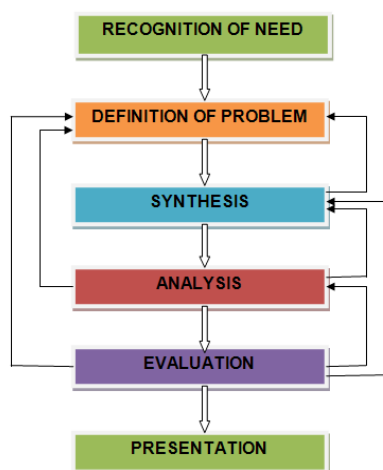 RECOGNITION OF NEED
DEFINITION OF PROBLEM
SYNTHESIS
ANALYSIS
EVALUATION
PRESENTATION